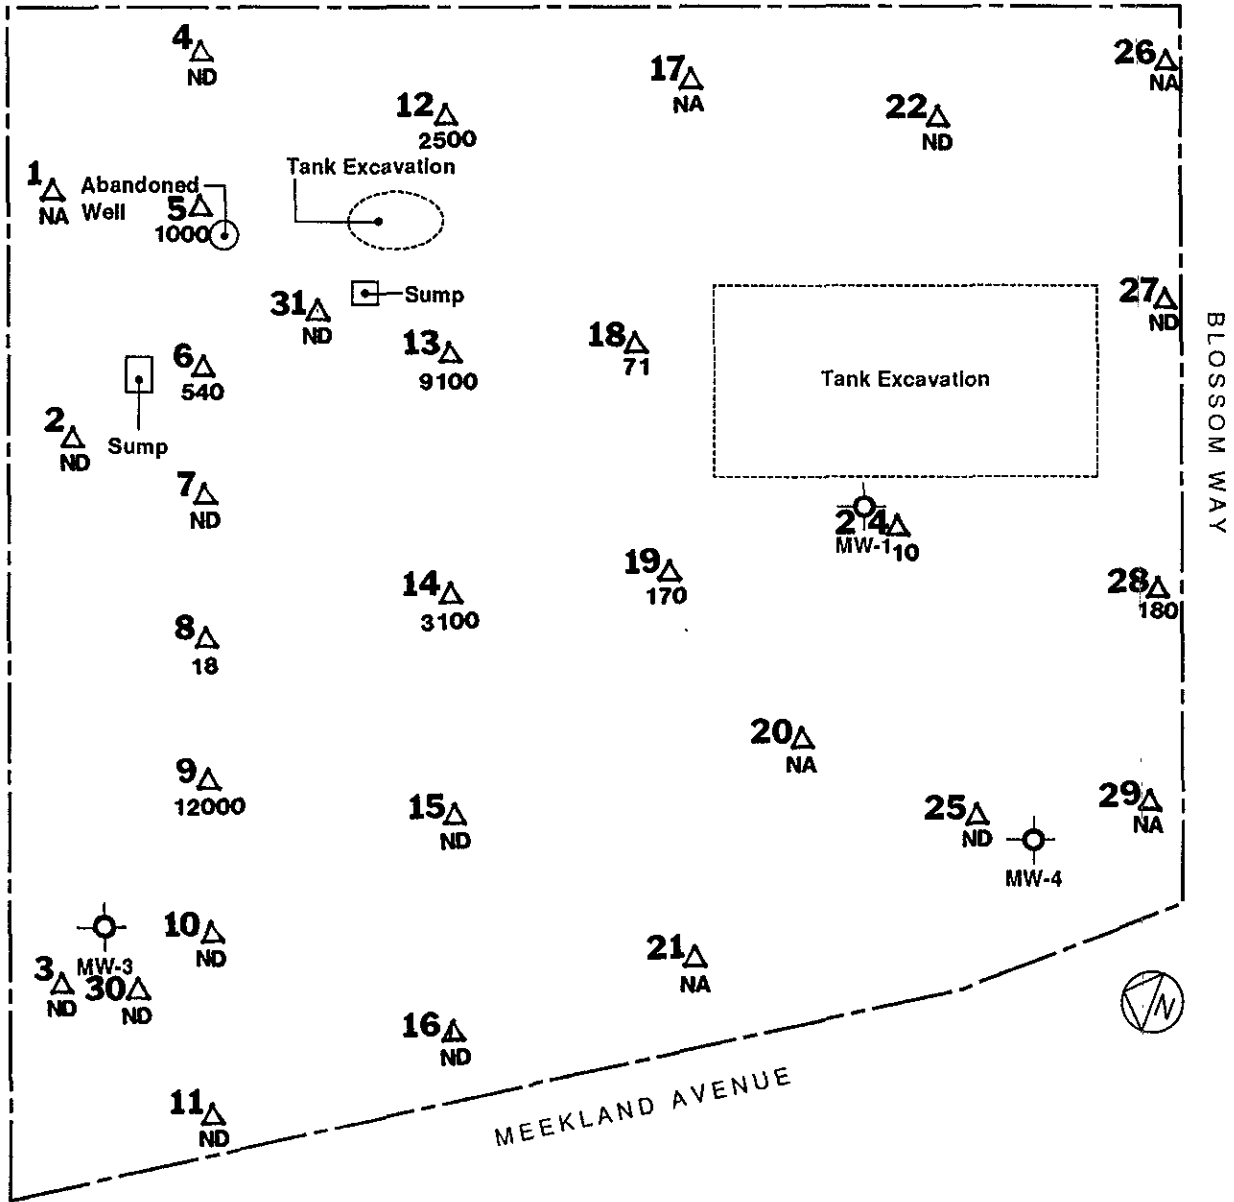 4
ND
17
NA
26
NA
12
2500
22
ND
Tank Excavation
1
NA
Abandoned
Well
5
1000
31
ND
Sump
27
ND
13
9100
18
71
6
540
Tank Excavation
BLOSSOM WAY
2
ND
Sump
7
ND
24
MW-1
10
14
3100
19
170
28
180
8
18
20
NA
9
12000
15
ND
25
ND
29
NA
MW-4
10
ND
MW-3
3
ND
30
ND
21
NA
N
16
ND
MEEKLAND AVENUE
11
ND